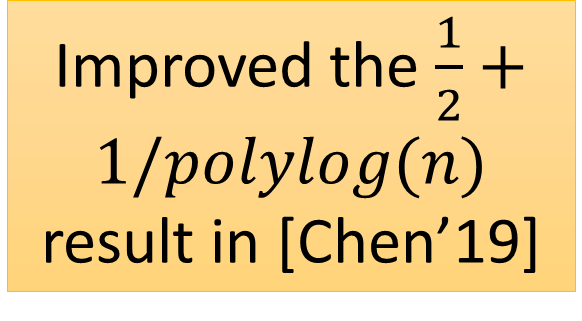 Improved the 1/2 +
1/polylog(n)
result in [Chen’19]